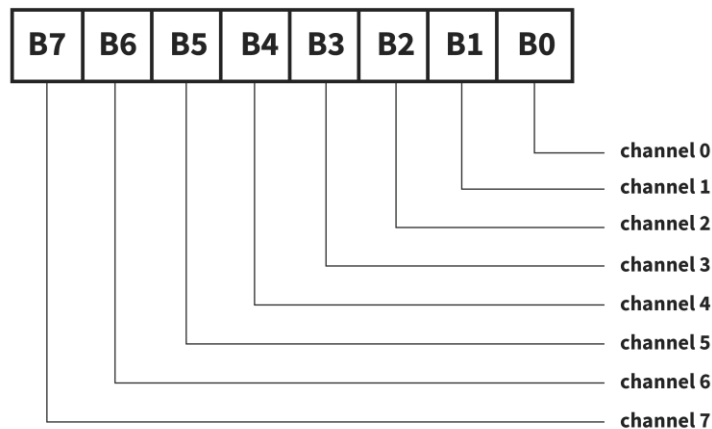 B7 B6 B5 B4 B3 B2 B1 B0
channel 0
channel 1
channel 2
channel 3
channel 4
channel 5
channel 6
channel 7